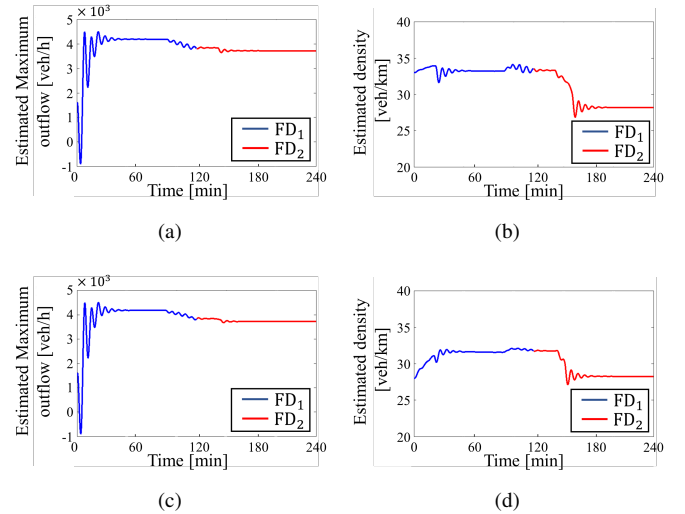 × 10³
Estimated Maximum
outflow [veh/h]
5
4
3
2
1
0
-1
0
60
120
180
240
Time [min]
FD₁
FD₂
(a)
Estimated density
[veh/km]
40
35
30
25
20
0
60
120
180
240
Time [min]
FD₁
FD₂
(b)
× 10³
Estimated Maximum
outflow [veh/h]
5
4
3
2
1
0
-1
0
60
120
180
240
Time [min]
FD₁
FD₂
(c)
Estimated density
[veh/km]
40
35
30
25
20
0
60
120
180
240
Time [min]
FD₁
FD₂
(d)